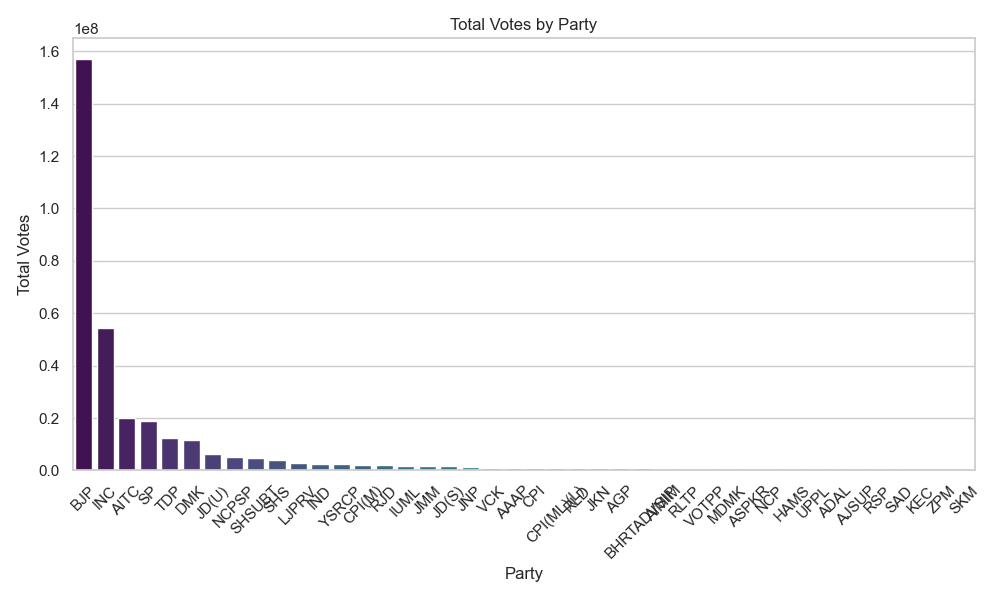 Total Votes by Party
1e8
1.6
1.4
1.2
1.0
0.8
0.6
0.4
0.2
0.0
Total Votes
BJP
INC
AITC
SP
TDP
DMK
JD(U)
NCPSP
SHSUBT
SHS
LJPRV
IND
YSRCP
CPI(M)
RJD
IUML
JMM
JD(S)
JNP
VCK
AAAP
CPI
CPI(ML)(L)
RLD
JKN
AGP
AIMIM
RLTP
VOTPP
MDMK
ASPKR
NCP
HAMS
UPPL
ADAL
AJSUP
RSP
SAD
KEC
ZPM
SKM
Party